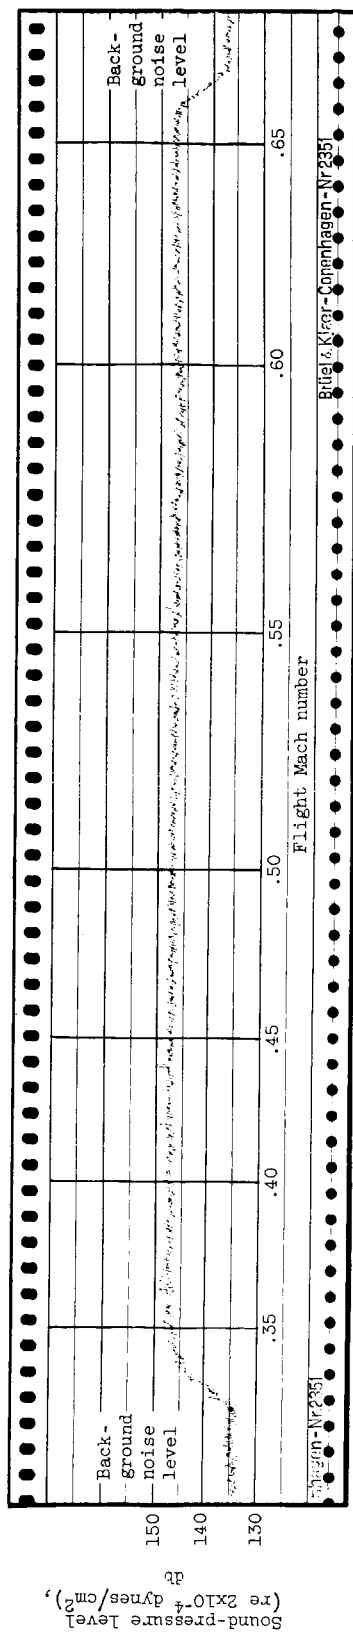 Sound-pressure level
(re 2x10-4 dynes/cm2),
db
150
140
130
Back-
ground
noise
level
Back-
ground
noise
level
.35
.40
.45
.50
.55
.60
.65
Flight Mach number
hagen-Nr.2351
Brüel & Kjær-Copenhagen-Nr 2351